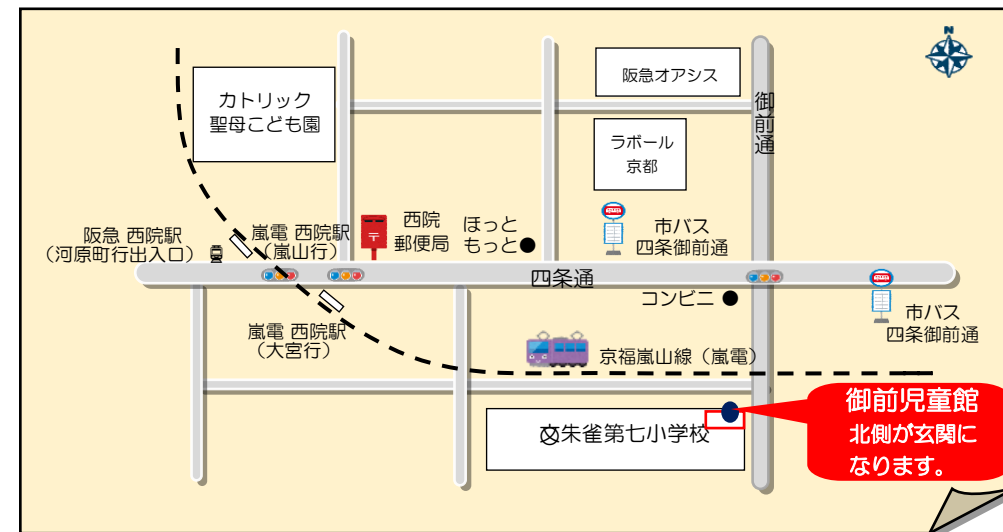 N
阪急オアシス
カトリック
聖母こども園
御前通
ラボール
京都
阪急 西院駅
（河原町行出入口）
嵐電 西院駅
（嵐山行）
〒
西院
郵便局
ほっと
もっと●
市バス
四条御前通
四条通
コンビニ ●
市バス
四条御前通
嵐電 西院駅
（大宮行）
京福嵐山線（嵐電）
朱雀第七小学校
御前児童館
北側が玄関に
なります。